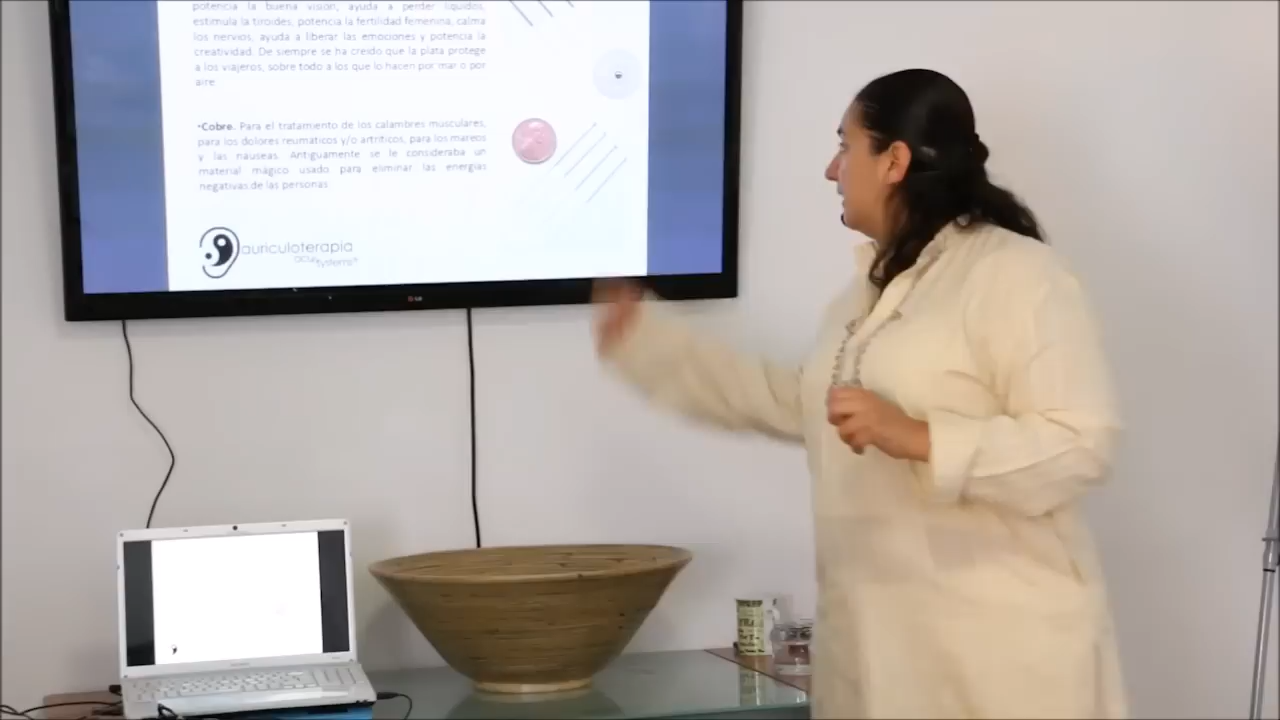 potencia la buena visión, ayuda a perder líquidos,
estimula la tiroides, potencia la fertilidad femenina, calma
los nervios, ayuda a liberar las emociones y potencia la
creatividad. De siempre se ha creído que la plata protege
a los viajeros, sobre todo a los que lo hacen por mar o por
aire
•Cobre. Para el tratamiento de los calambres musculares,
para los dolores reumáticos y/o artríticos, para los mareos
y las nauseas. Antiguamente se le consideraba un
material mágico usado para eliminar las energías
negativas de las personas
auriculoterapia
acusystems
LG